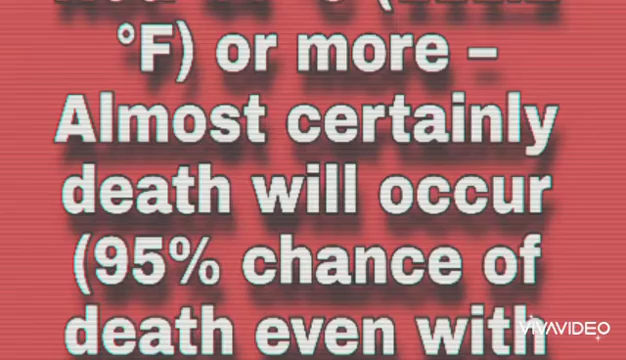 °F) or more –
Almost certainly
death will occur
(95% chance of
death even with
VIVAVIDEO